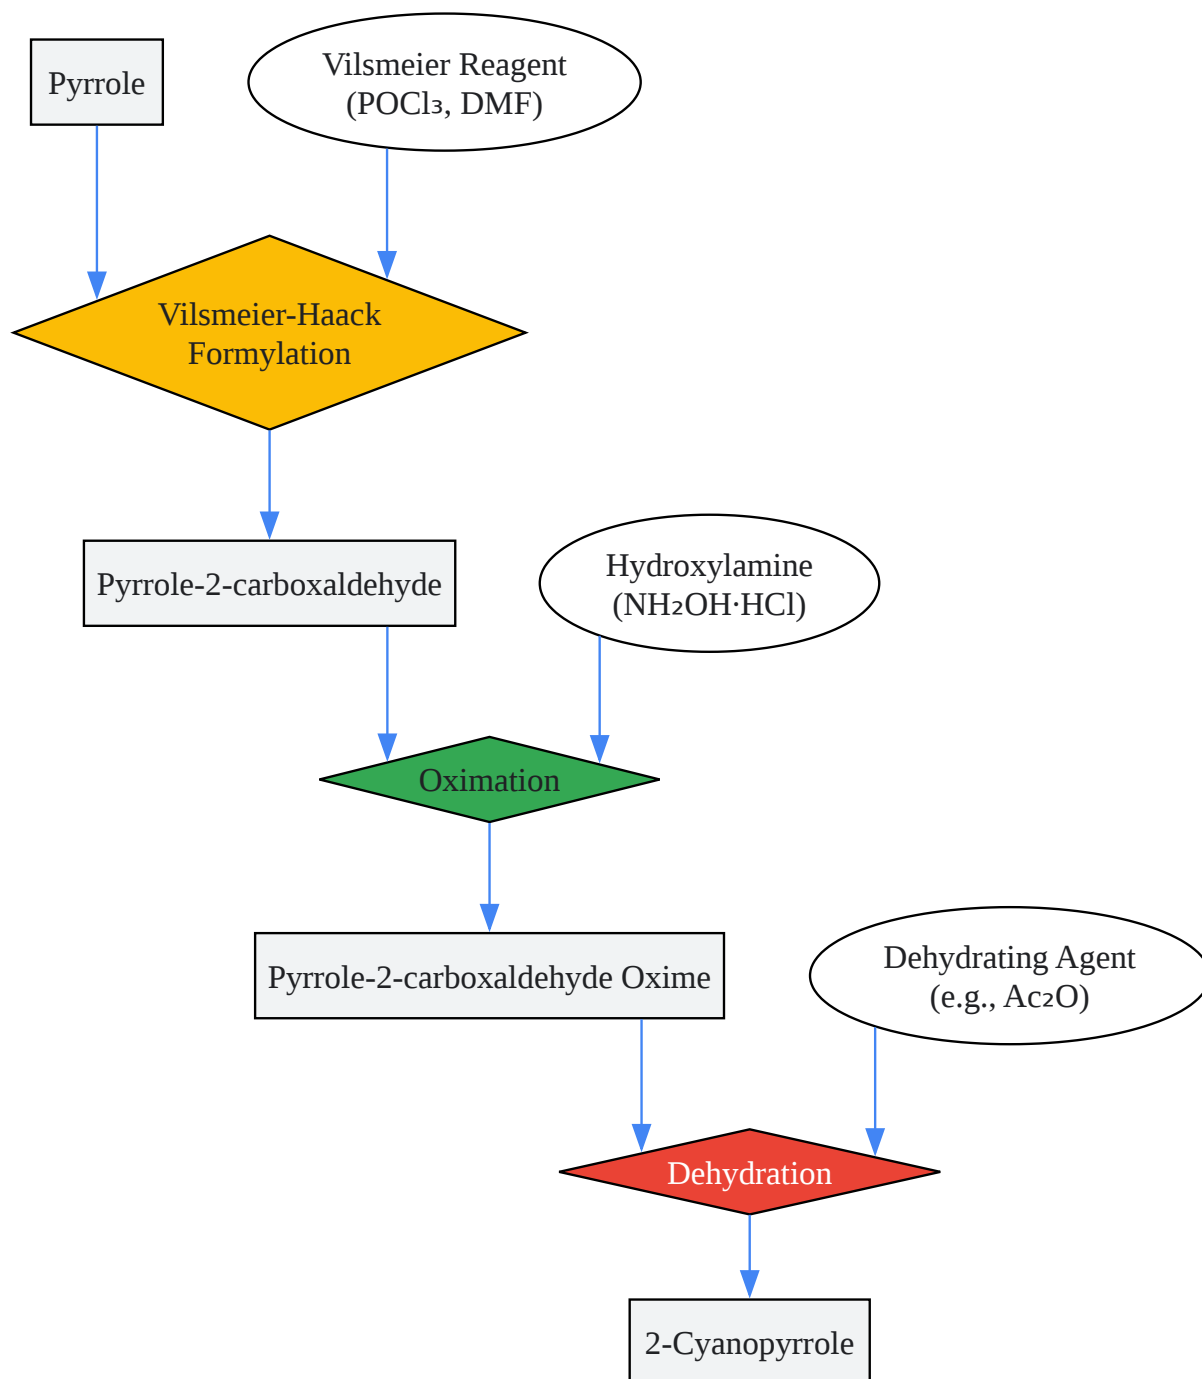 Pyrrole
Vilsmeier Reagent
(POCl₃, DMF)
Vilsmeier-Haack
Formylation
Pyrrole-2-carboxaldehyde
Hydroxylamine
(NH₂OH·HCl)
Oximation
Pyrrole-2-carboxaldehyde Oxime
Dehydrating Agent
(e.g., Ac₂O)
Dehydration
2-Cyanopyrrole